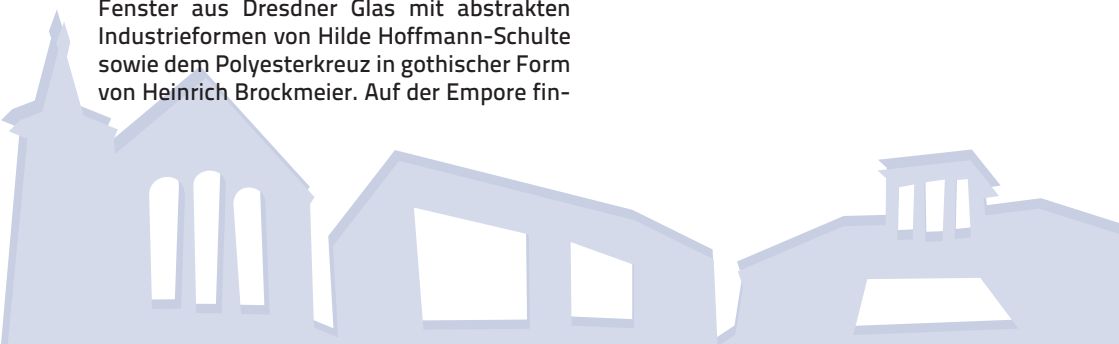 Fenster aus Dresdner Glas mit abstrakten
Industrieformen von Hilde Hoffmann-Schulte
sowie dem Polyesterkreuz in gothischer Form
von Heinrich Brockmeier. Auf der Empore fin-